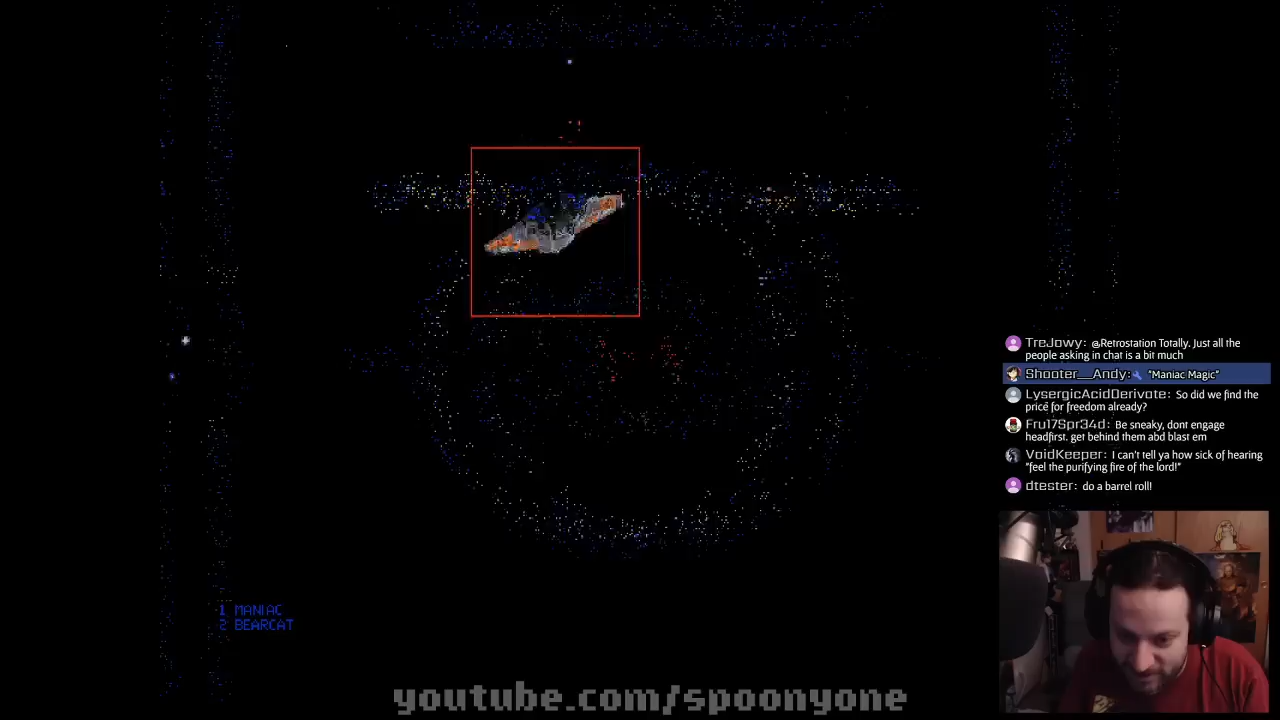 TreJowy: @Retrostation Totally. Just all the
people asking in chat is a bit much
Shooter__Andy: "Maniac Magic"
LysergicAcidDerivate: So did we find the
price for freedom already?
Fru17Spr34d: Be sneaky, dont engage
headfirst. get behind them abd blast em
VoidKeeper: I can't tell ya how sick of hearing
"feel the purifying fire of the lord!"
dtester: do a barrel roll!
1 MANIAC
2 BEARCAT
youtube.com/spoonyone